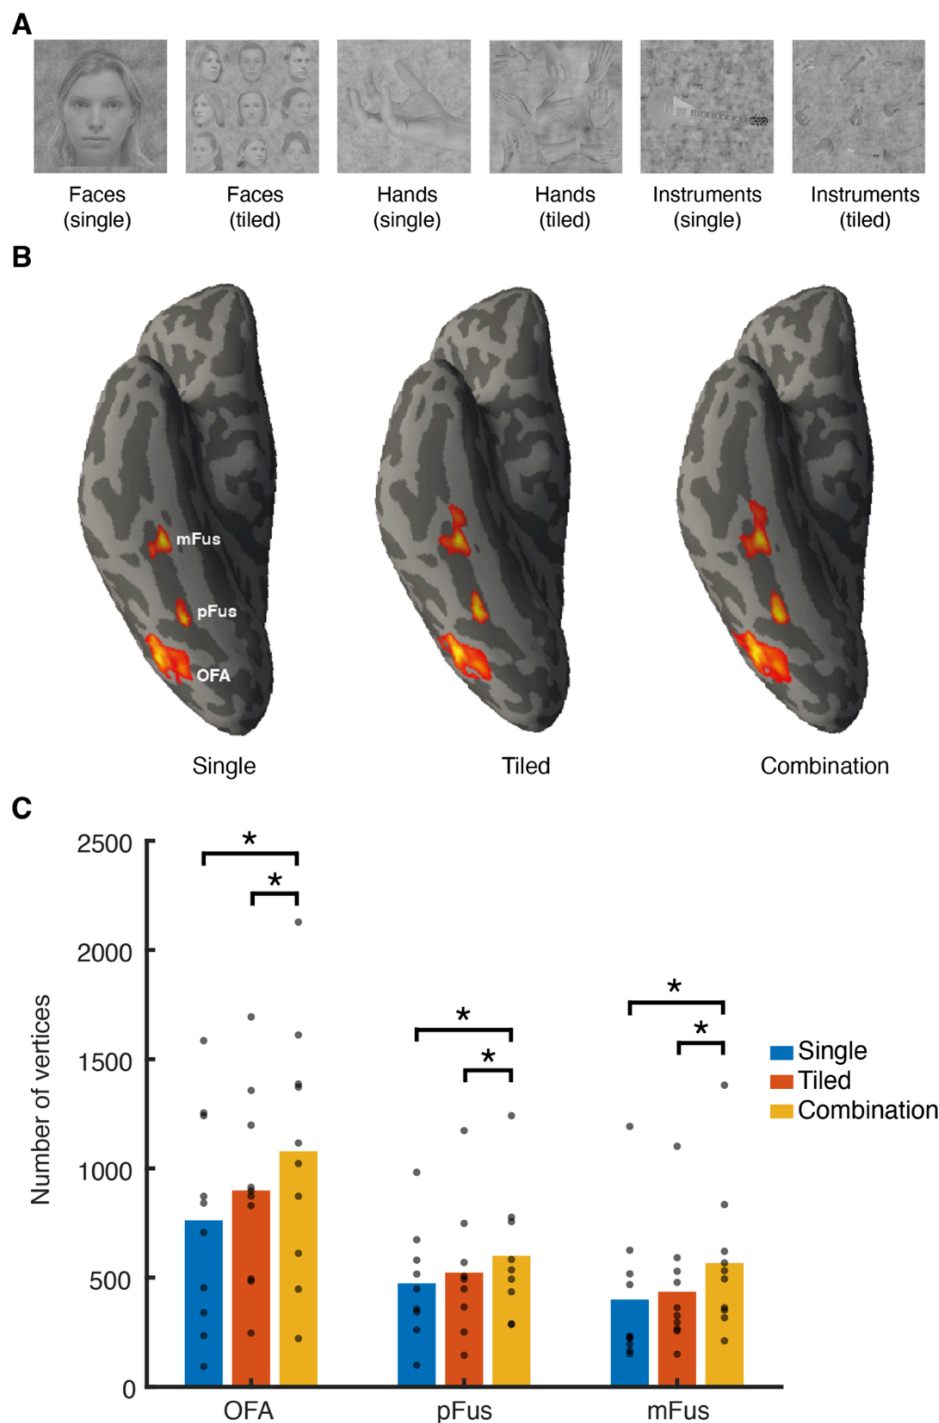 A
Faces
(single)
Faces
(tiled)
Hands
(single)
Hands
(tiled)
Instruments
(single)
Instruments
(tiled)
B
mFus
pFus
OFA
Single
Tiled
Combination
C
Number of vertices
2500
2000
1500
1000
500
0
*
*
*
*
*
*
Single
Tiled
Combination
OFA
pFus
mFus